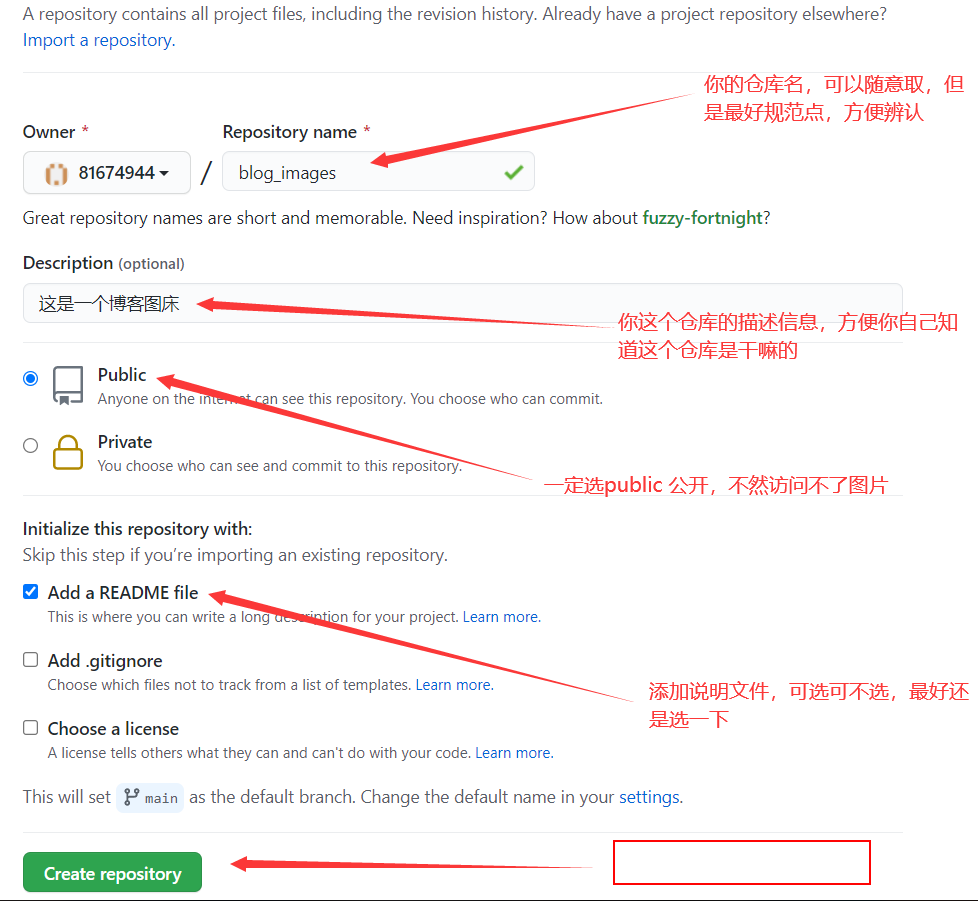 A repository contains all project files, including the revision history. Already have a project repository elsewhere?
Import a repository.
你的仓库名，可以随意取，但
是最好规范点，方便辨认
Owner *
Repository name *
81674944
/
blog_images
Great repository names are short and memorable. Need inspiration? How about fuzzy-fortnight?
Description (optional)
这是一个博客图床
你这个仓库的描述信息，方便你自己知
道这个仓库是干嘛的
Public
Anyone on the internet can see this repository. You choose who can commit.
Private
You choose who can see and commit to this repository.
一定选public 公开，不然访问不了图片
Initialize this repository with:
Skip this step if you’re importing an existing repository.
Add a README file
This is where you can write a long description for your project. Learn more.
Add .gitignore
Choose which files not to track from a list of templates. Learn more.
添加说明文件，可选可不选，最好还
是选一下
Choose a license
A license tells others what they can and can't do with your code. Learn more.
This will set main as the default branch. Change the default name in your settings.
Create repository